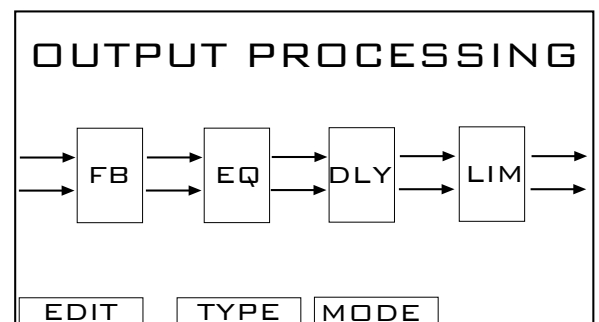 OUTPUT PROCESSING
FB EQ DLY LIM
EDIT TYPE MODE